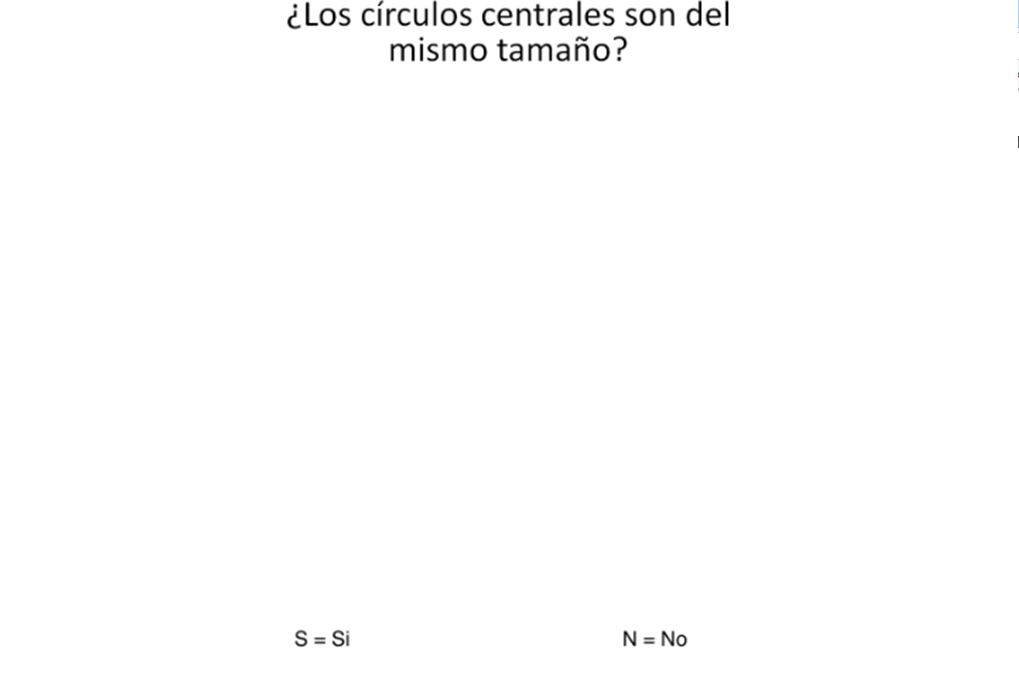 ¿Los círculos centrales son del
mismo tamaño?
S = Si
N = No